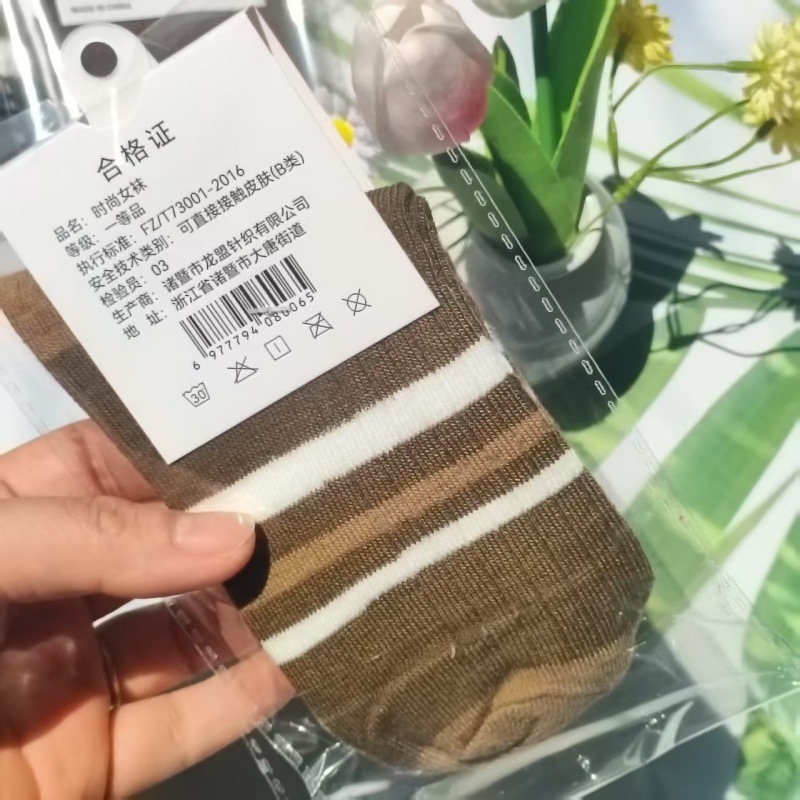 MADE IN CHINA
合格证
品名：时尚女袜
等级：一等品
执行标准：FZ/T73001-2016
安全技术类别：可直接接触皮肤(B类)
检验员：03
生产商：诸暨市龙盟针织有限公司
地 址：浙江省诸暨市大唐街道
6 977794 086065
30